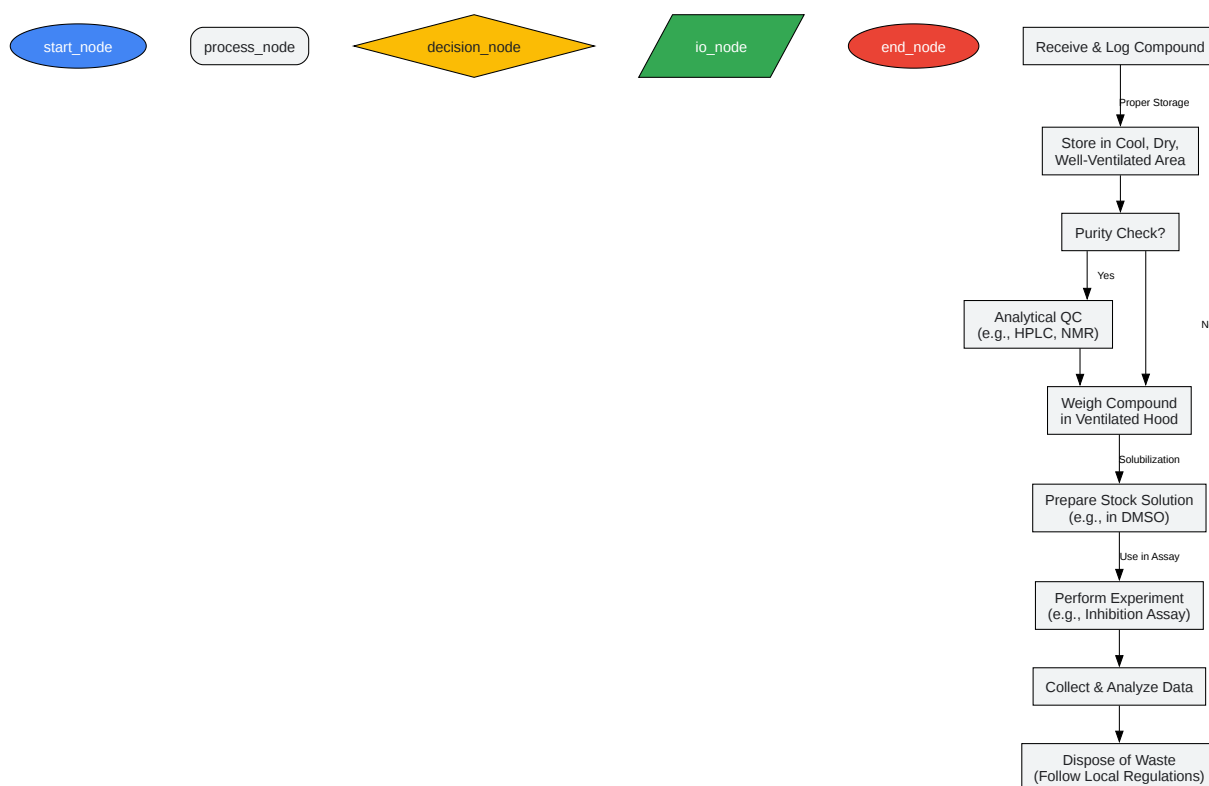 start_node
process_node
decision_node
io_node
end_node
Receive & Log Compound
Proper Storage
Store in Cool, Dry,
Well-Ventilated Area
Purity Check?
Yes
Analytical QC
(e.g., HPLC, NMR)
N
Weigh Compound
in Ventilated Hood
Solubilization
Prepare Stock Solution
(e.g., in DMSO)
Use in Assay
Perform Experiment
(e.g., Inhibition Assay)
Collect & Analyze Data
Dispose of Waste
(Follow Local Regulations)